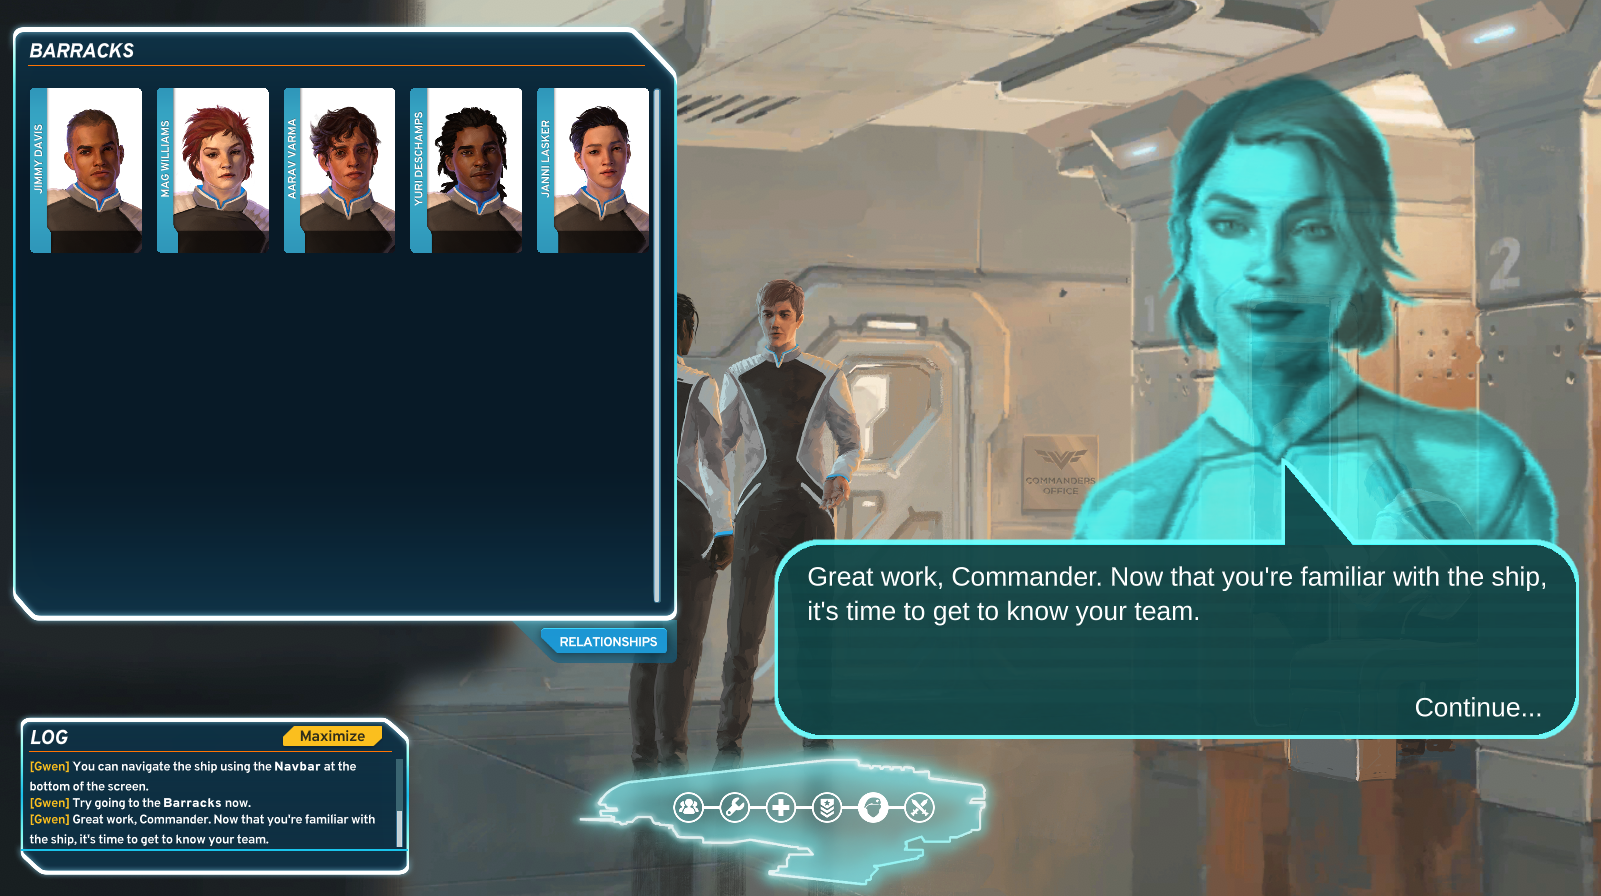 BARRACKS
JIMMY DAVIS
MAG WILLIAMS
AARAV VARMA
YURI DESCHAMPS
JANNI LASKER
RELATIONSHIPS
1
2
COMMANDERS
OFFICE
Great work, Commander. Now that you're familiar with the ship,
it's time to get to know your team.
Continue...
LOG
Maximize
[Gwen] You can navigate the ship using the Navbar at the
bottom of the screen.
[Gwen] Try going to the Barracks now.
[Gwen] Great work, Commander. Now that you're familiar with
the ship, it's time to get to know your team.